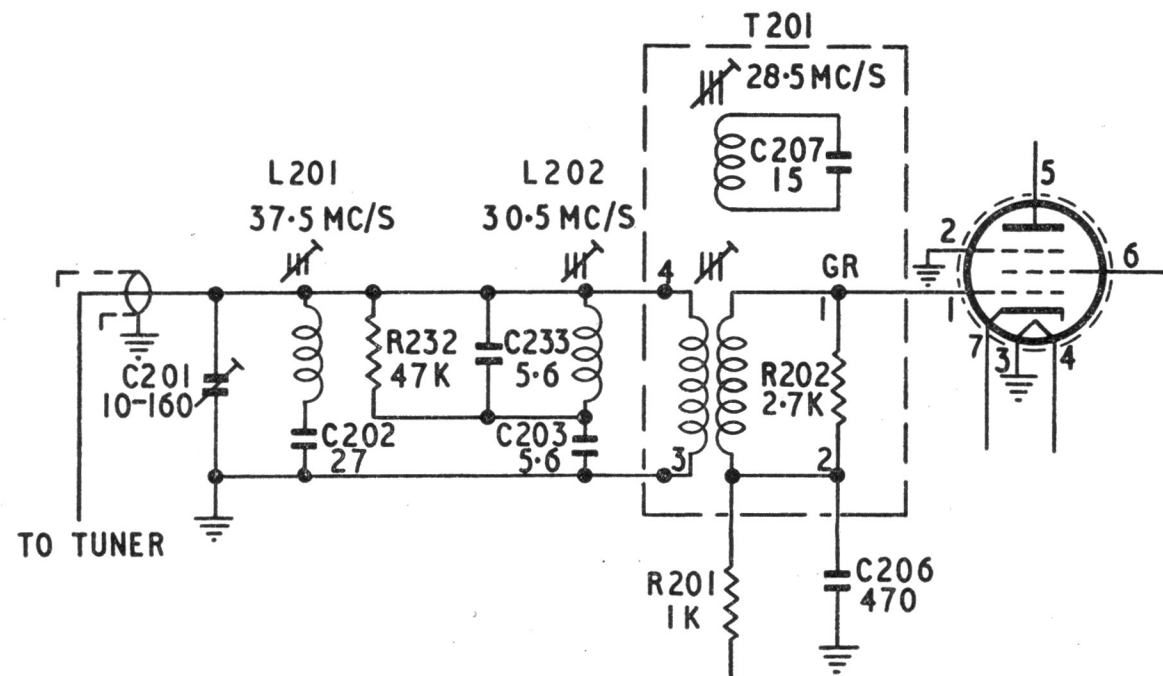 T201
28·5 MC/S
C207
15
L201
37·5 MC/S
L202
30·5 MC/S
5
2
6
4
GR
1
1
C201
10-160
R232
47K
C233
5·6
R202
2·7K
7
3
4
C202
27
C203
5·6
3
2
TO TUNER
R201
1K
C206
470